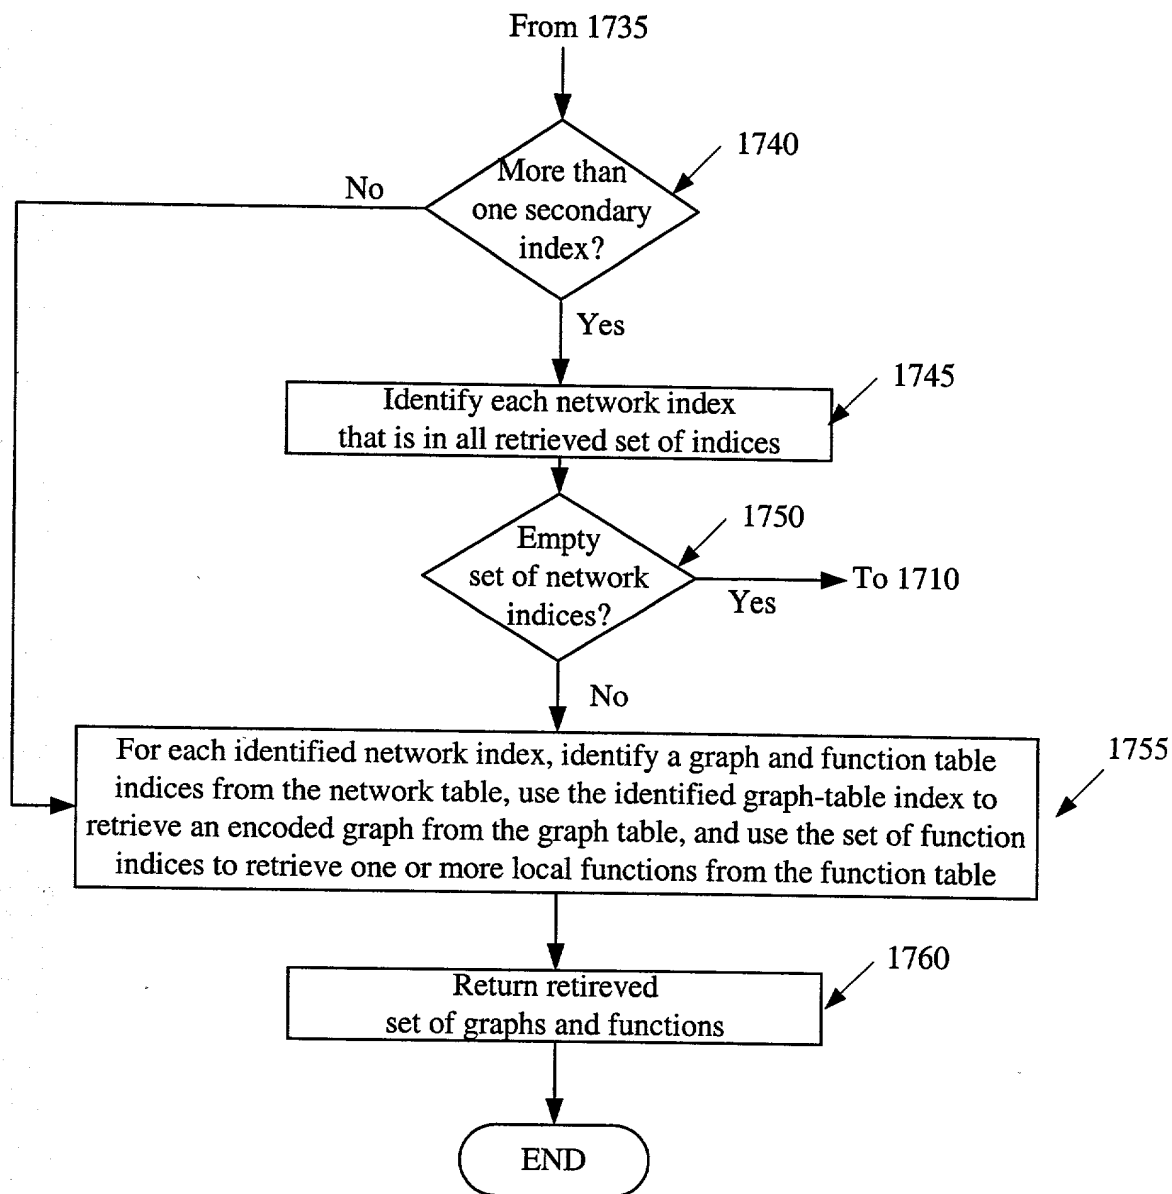 From 1735
1740
More than
one secondary
index?
No
Yes
1745
Identify each network index
that is in all retrieved set of indices
1750
Empty
set of network
indices?
To 1710
Yes
No
1755
For each identified network index, identify a graph and function table
indices from the network table, use the identified graph-table index to
retrieve an encoded graph from the graph table, and use the set of function
indices to retrieve one or more local functions from the function table
1760
Return retireved
set of graphs and functions
END